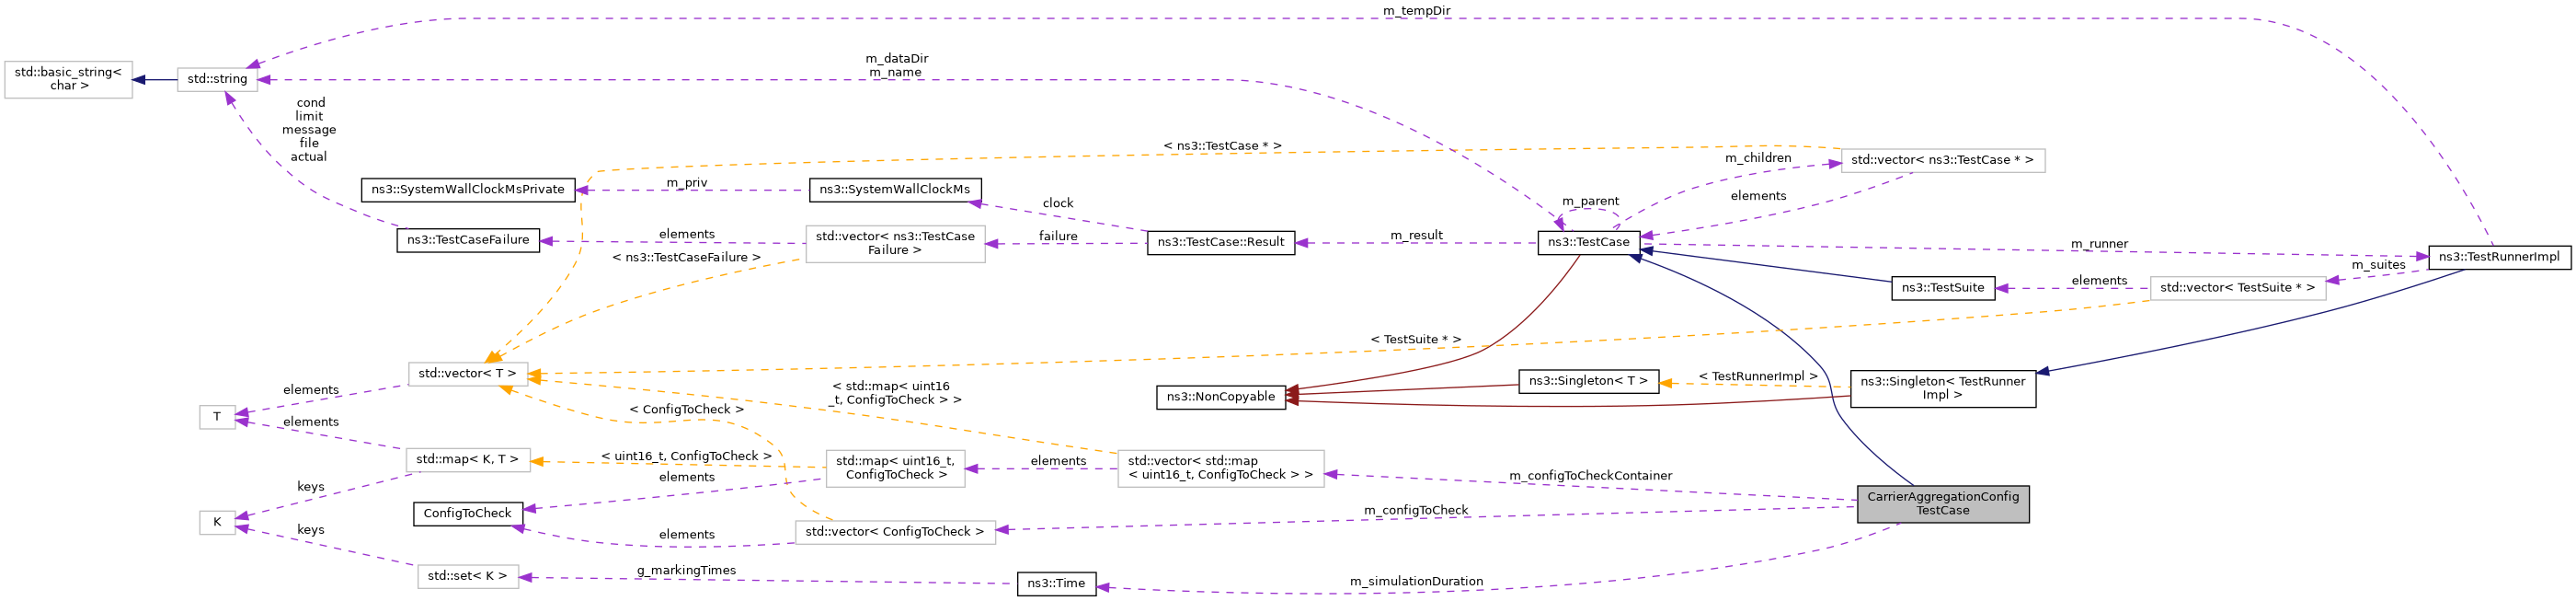 m_tempDir
m_dataDir
m_name
std::basic_string<
char >
std::string
cond
limit
message
file
actual
< ns3::TestCase * >
m_children
std::vector< ns3::TestCase * >
ns3::SystemWallClockMsPrivate
m_priv
ns3::SystemWallClockMs
clock
m_parent
elements
ns3::TestCaseFailure
elements
std::vector< ns3::TestCase
Failure >
failure
ns3::TestCase::Result
m_result
ns3::TestCase
m_runner
ns3::TestRunnerImpl
< ns3::TestCaseFailure >
m_suites
ns3::TestSuite
elements
std::vector< TestSuite * >
< TestSuite * >
std::vector< T >
elements
T
elements
< std::map< uint16
_t, ConfigToCheck > >
ns3::NonCopyable
ns3::Singleton< T >
< TestRunnerImpl >
ns3::Singleton< TestRunner
Impl >
< ConfigToCheck >
std::map< K, T >
< uint16_t, ConfigToCheck >
std::map< uint16_t,
ConfigToCheck >
elements
std::vector< std::map
< uint16_t, ConfigToCheck > >
m_configToCheckContainer
elements
keys
ConfigToCheck
K
keys
elements
std::vector< ConfigToCheck >
m_configToCheck
CarrierAggregationConfig
TestCase
std::set< K >
g_markingTimes
ns3::Time
m_simulationDuration